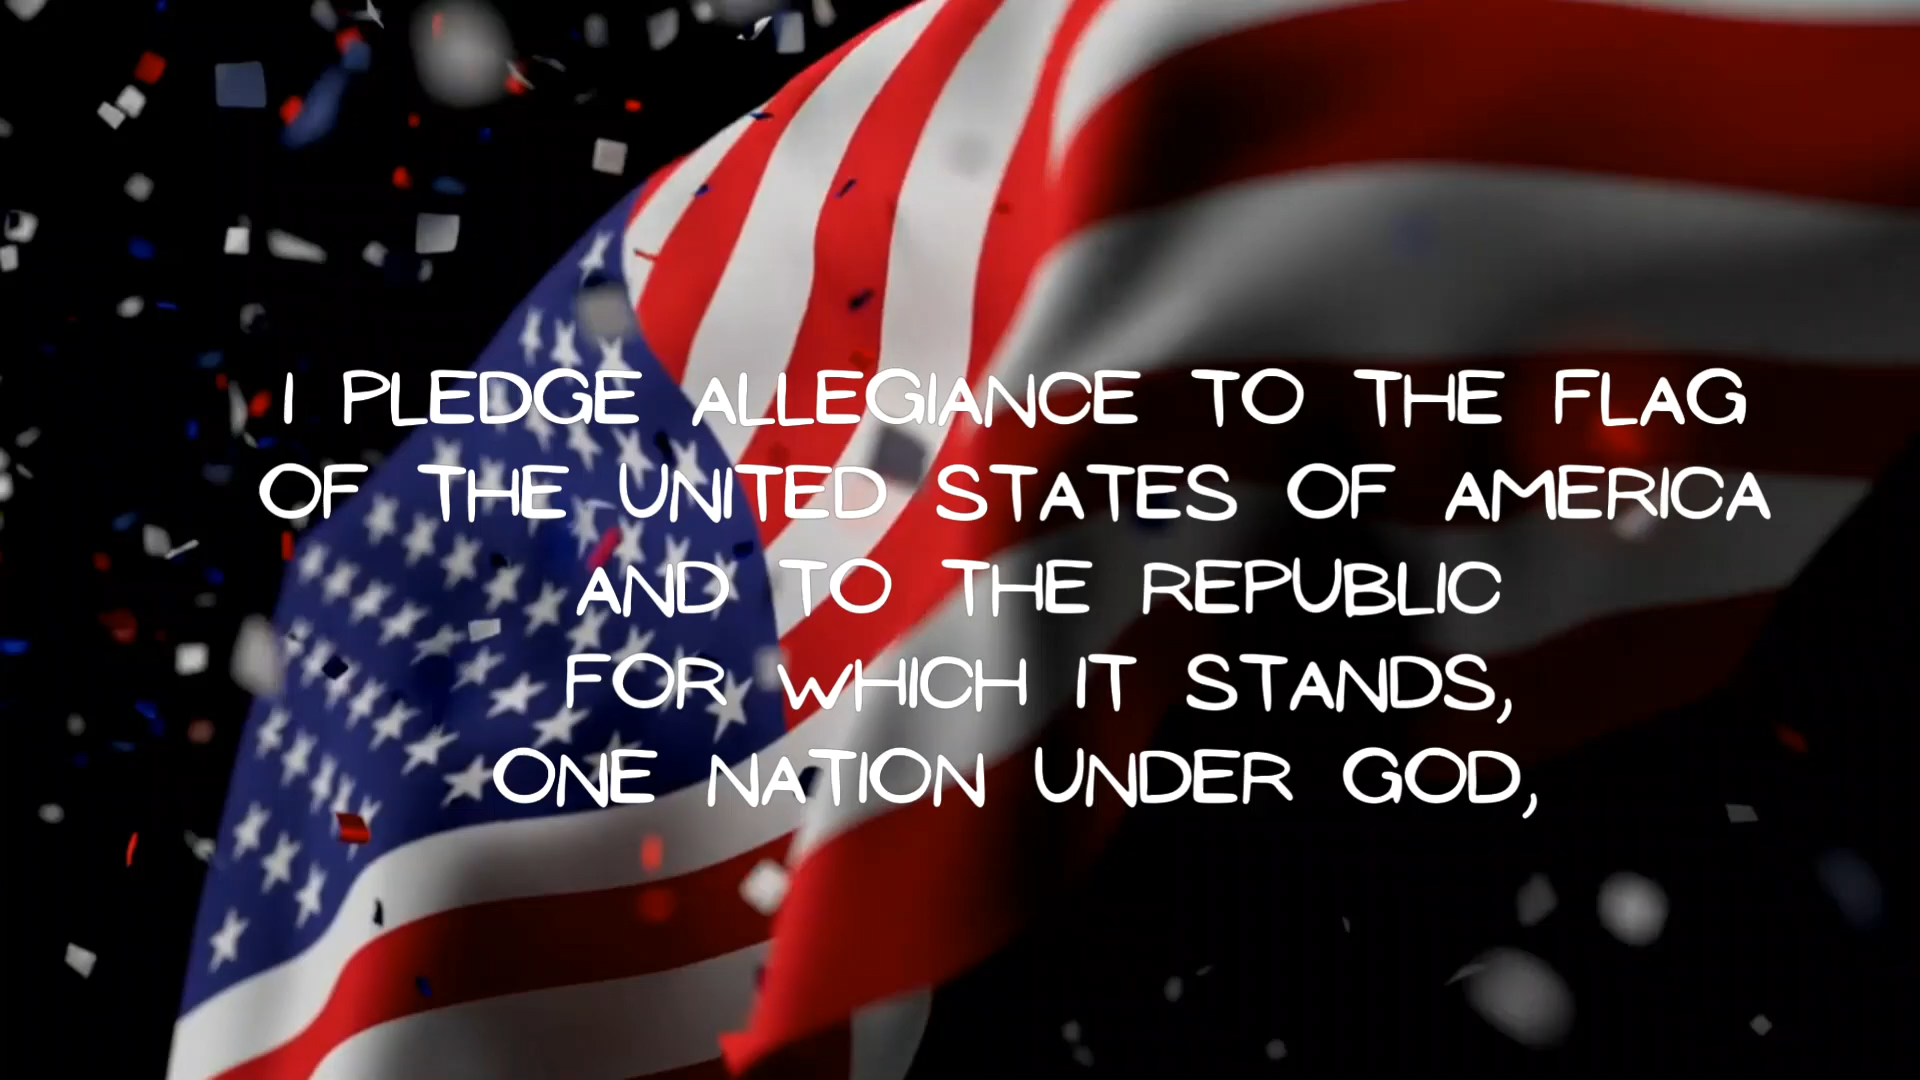 I PLEDGE ALLEGIANCE TO THE FLAG
OF THE UNITED STATES OF AMERICA
AND TO THE REPUBLIC
FOR WHICH IT STANDS,
ONE NATION UNDER GOD,